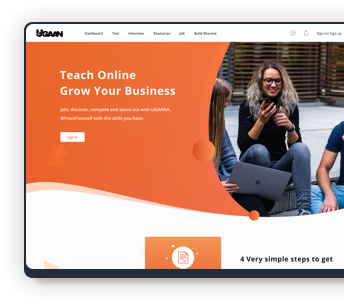 UGAAN
Dashboard Test Interviews Resources Job Build Resume Sign in/ Sign up
Teach Online
Grow Your Business
Join, discover, compete and stand out with UGAANA.
#ProveYourself with the skills you have.
Sign In
4 Very simple steps to get